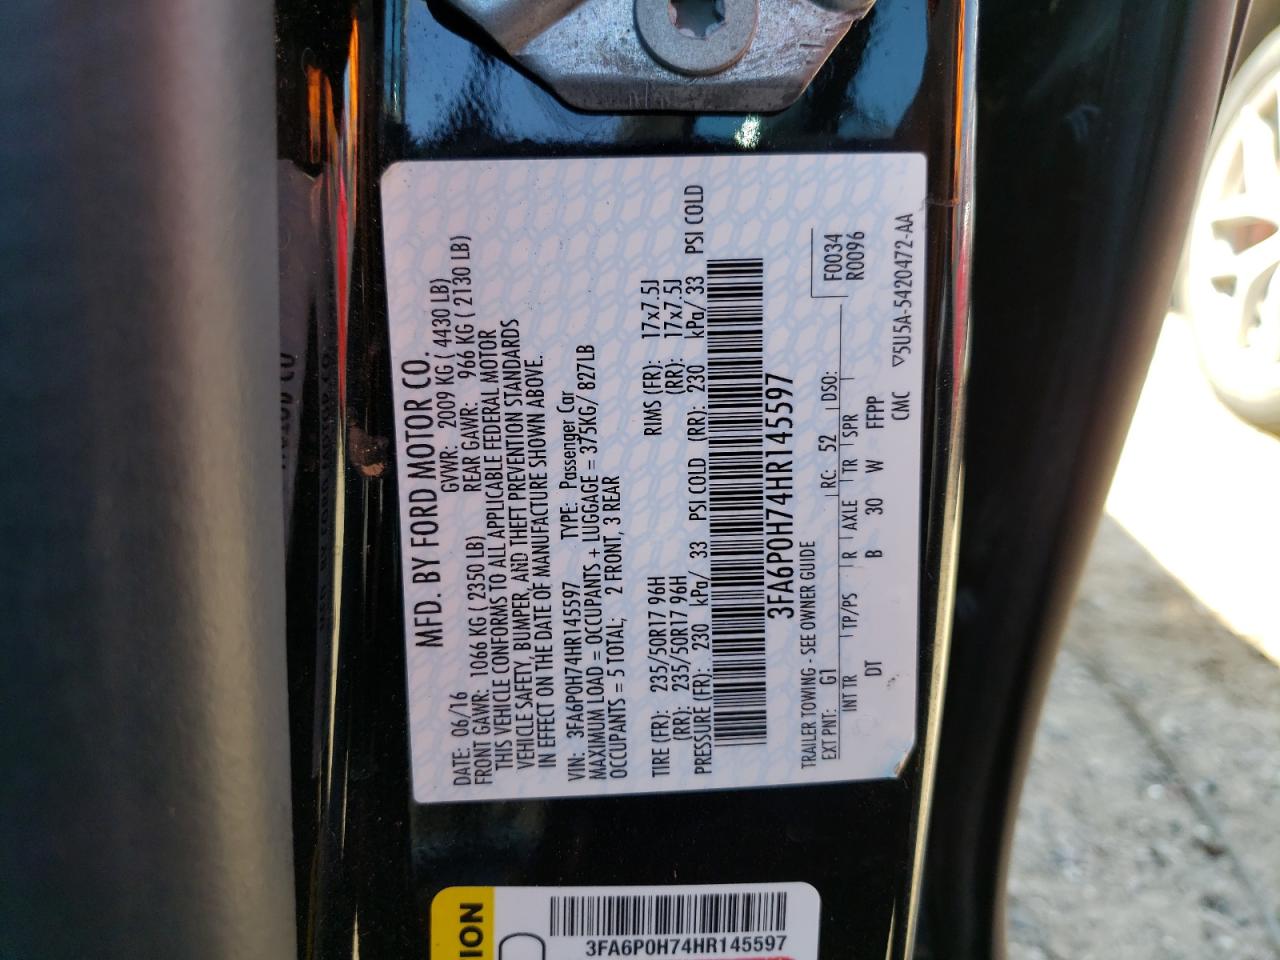 MFD. BY FORD MOTOR CO.
DATE: 06/16 GVWR: 2009 KG ( 4430 LB)
FRONT GAWR: 1066 KG ( 2350 LB) REAR GAWR: 966 KG ( 2130 LB)
THIS VEHICLE CONFORMS TO ALL APPLICABLE FEDERAL MOTOR
VEHICLE SAFETY, BUMPER, AND THEFT PREVENTION STANDARDS
IN EFFECT ON THE DATE OF MANUFACTURE SHOWN ABOVE.
VIN: 3FA6P0H74HR145597 TYPE: Passenger Car
MAXIMUM LOAD = OCCUPANTS + LUGGAGE = 375KG/ 827LB
OCCUPANTS = 5 TOTAL; 2 FRONT, 3 REAR
TIRE (FR): 235/50R17 96H RIMS (FR): 17x7.5J
(RR): 235/50R17 96H (RR): 17x7.5J
PRESSURE (FR): 230 kPa/ 33 PSI COLD (RR): 230 kPa/ 33 PSI COLD
3FA6P0H74HR145597
TRAILER TOWING - SEE OWNER GUIDE
F0034
R0096
EXT PNT: G1 RC: 52 DSO:
INT TR TP/PS R AXLE TR SPR
DT B 30 W FFPP
CMC ▽5U5A-5420472-AA
ION
3FA6P0H74HR145597